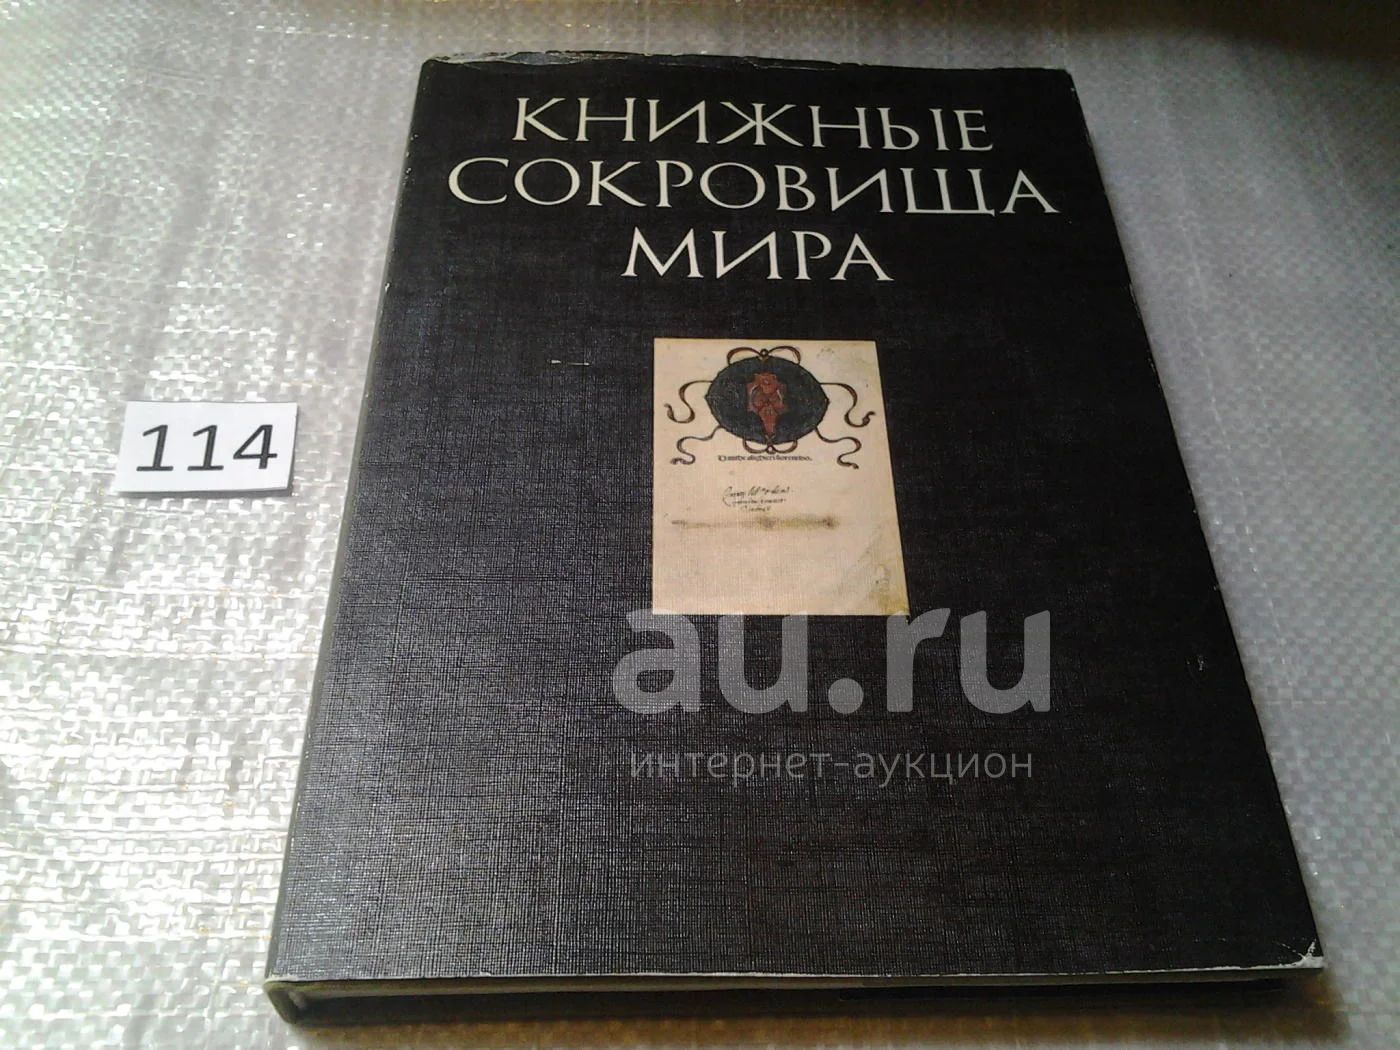 КНИЖНЫЕ
СОКРОВИЩА
МИРА
114
au.ru
интернет-аукцион